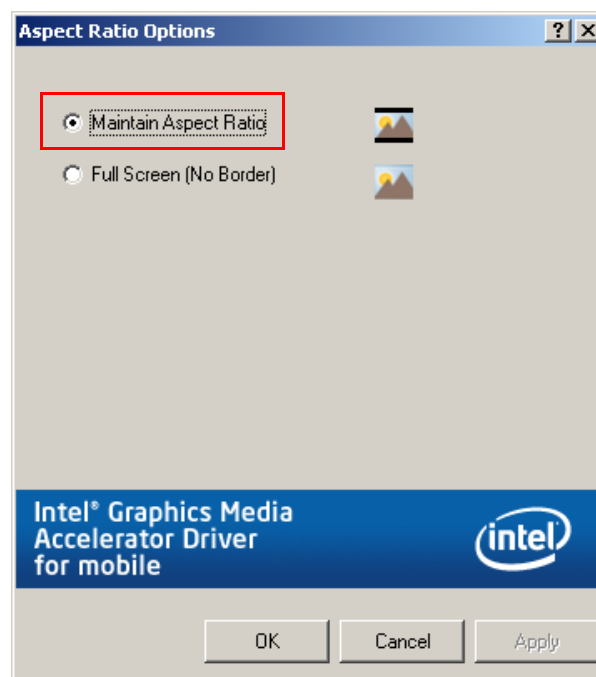 Aspect Ratio Options
Maintain Aspect Ratio
Full Screen (No Border)
Intel® Graphics Media
Accelerator Driver
for mobile
intel
OK Cancel Apply